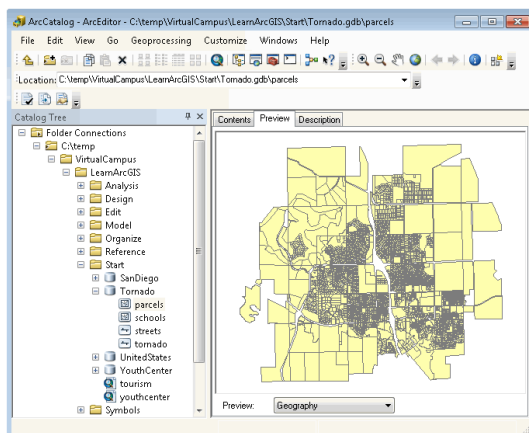 ArcCatalog - ArcEditor - C:\temp\VirtualCampus\LearnArcGIS\Start\Tornado.gdb\parcels
File Edit View Go Geoprocessing Customize Windows Help
Location: C:\temp\VirtualCampus\LearnArcGIS\Start\Tornado.gdb\parcels
Catalog Tree
Contents Preview Description
Folder Connections
C:\temp
VirtualCampus
LearnArcGIS
Analysis
Design
Edit
Model
Organize
Reference
Start
SanDiego
Tornado
parcels
schools
streets
tornado
UnitedStates
YouthCenter
tourism
youthcenter
Symbols
Preview: Geography